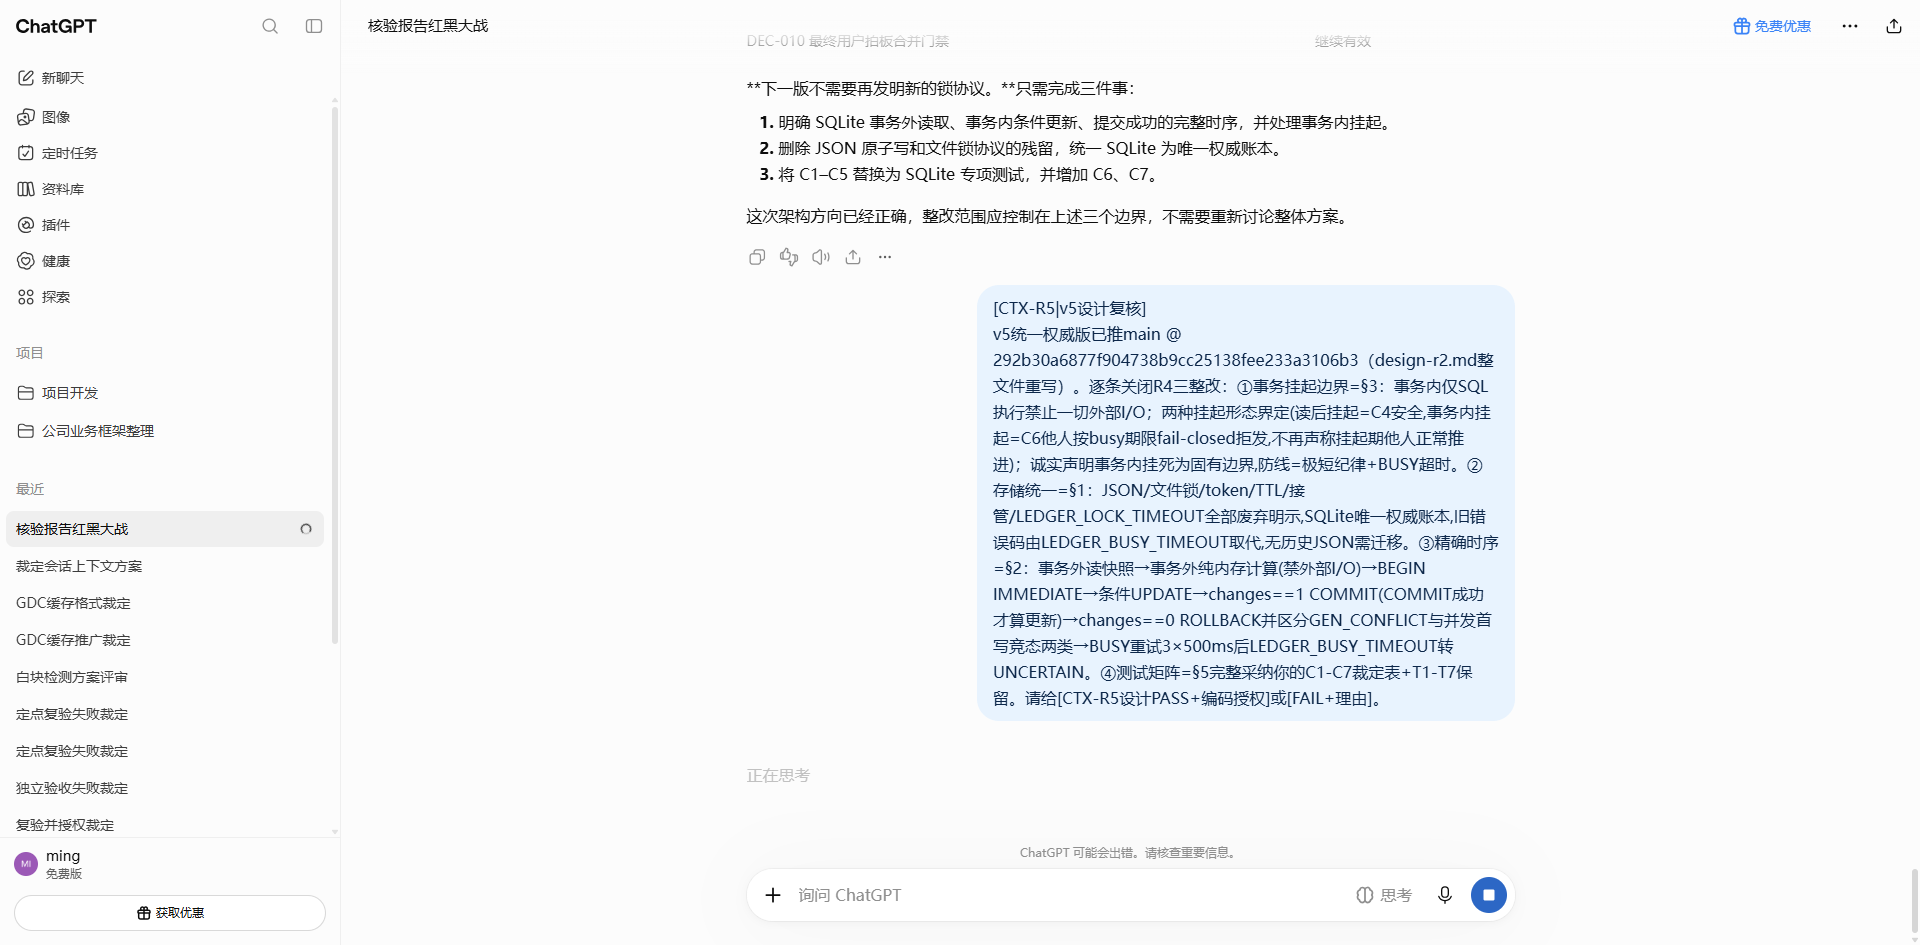 ChatGPT
新聊天
图像
定时任务
资料库
插件
健康
探索
项目
项目开发
公司业务框架整理
最近
核验报告红黑大战
裁定会话上下文方案
GDC缓存格式裁定
GDC缓存推广裁定
白块检测方案评审
定点复验失败裁定
定点复验失败裁定
独立验收失败裁定
复验并授权裁定
MI
ming
免费版
获取优惠
核验报告红黑大战
免费优惠
DEC-010 最终用户拍板合并门禁 继续有效
**下一版不需要再发明新的锁协议。**只需完成三件事：
1. 明确 SQLite 事务外读取、事务内条件更新、提交成功的完整时序，并处理事务内挂起。
2. 删除 JSON 原子写和文件锁协议的残留，统一 SQLite 为唯一权威账本。
3. 将 C1–C5 替换为 SQLite 专项测试，并增加 C6、C7。
这次架构方向已经正确，整改范围应控制在上述三个边界，不需要重新讨论整体方案。
[CTX-R5|v5设计复核]
v5统一权威版已推main @
292b30a6877f904738b9cc25138fee233a3106b3（design-r2.md整
文件重写）。逐条关闭R4三整改：①事务挂起边界=§3：事务内仅SQL
执行禁止一切外部I/O；两种挂起形态界定(读后挂起=C4安全,事务内挂
起=C6他人按busy期限fail-closed拒发,不再声称挂起期他人正常推
进)；诚实声明事务内挂死为固有边界,防线=极短纪律+BUSY超时。②
存储统一=§1：JSON/文件锁/token/TTL/接
管/LEDGER_LOCK_TIMEOUT全部废弃明示,SQLite唯一权威账本,旧错
误码由LEDGER_BUSY_TIMEOUT取代,无历史JSON需迁移。③精确时序
=§2：事务外读快照→事务外纯内存计算(禁外部I/O)→BEGIN
IMMEDIATE→条件UPDATE→changes==1 COMMIT(COMMIT成功
才算更新)→changes==0 ROLLBACK并区分GEN_CONFLICT与并发首
写竞态两类→BUSY重试3×500ms后LEDGER_BUSY_TIMEOUT转
UNCERTAIN。④测试矩阵=§5完整采纳你的C1-C7裁定表+T1-T7保
留。请给[CTX-R5设计PASS+编码授权]或[FAIL+理由]。
正在思考
ChatGPT 可能会出错。请核查重要信息。
询问 ChatGPT
思考